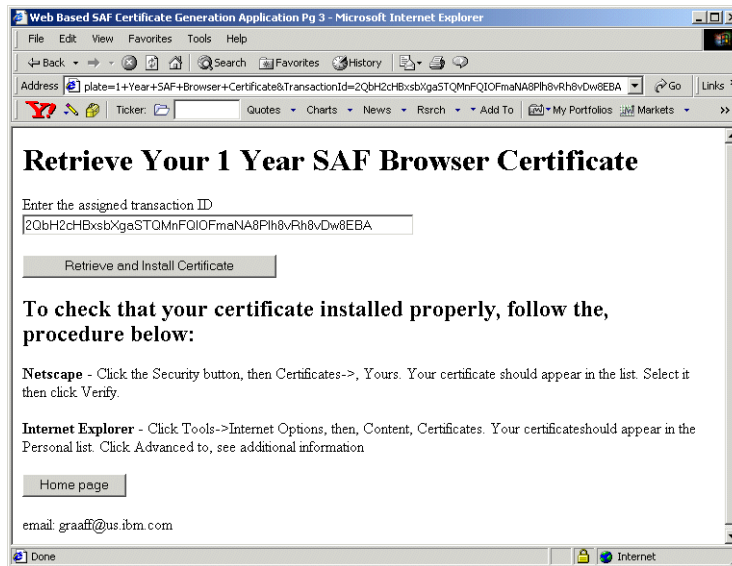 Web Based SAF Certificate Generation Application Pg 3 - Microsoft Internet Explorer
File Edit View Favorites Tools Help
Back Search Favorites History
Address plate=1+Year+SAF+Browser+Certificate&TransactionId=2QbH2cHBxsbXgaSTQMnFQIOFmaNA8Plh8vRh8vDw8EBA Go Links
Y! Ticker: Quotes Charts News Rsrch Add To My Portfolios Markets »
Retrieve Your 1 Year SAF Browser Certificate
Enter the assigned transaction ID
2QbH2cHBxsbXgaSTQMnFQIOFmaNA8Plh8vRh8vDw8EBA
Retrieve and Install Certificate
To check that your certificate installed properly, follow the,
procedure below:
Netscape - Click the Security button, then Certificates->, Yours. Your certificate should appear in the list. Select it
then click Verify.
Internet Explorer - Click Tools->Internet Options, then, Content, Certificates. Your certificateshould appear in the
Personal list. Click Advanced to, see additional information
Home page
email: graaff@us.ibm.com
Done Internet